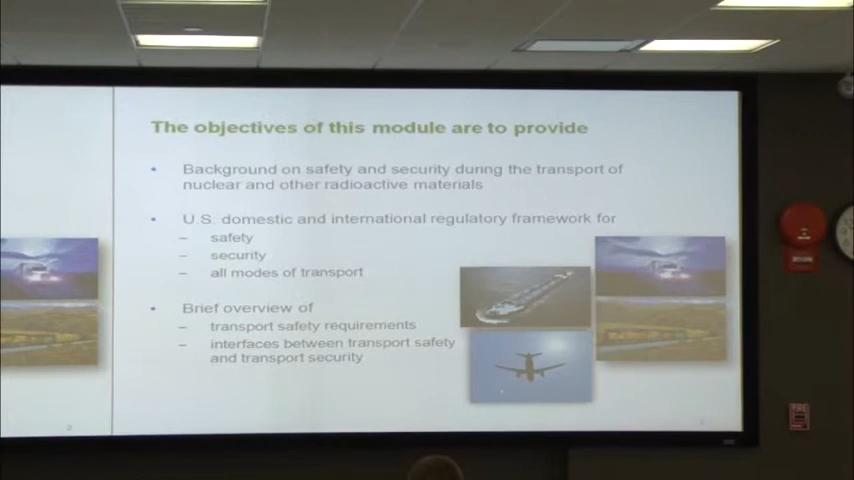 The objectives of this module are to provide
• Background on safety and security during the transport of
nuclear and other radioactive materials
• U.S. domestic and international regulatory framework for
– safety
– security
– all modes of transport
• Brief overview of
– transport safety requirements
– interfaces between transport safety
and transport security
2